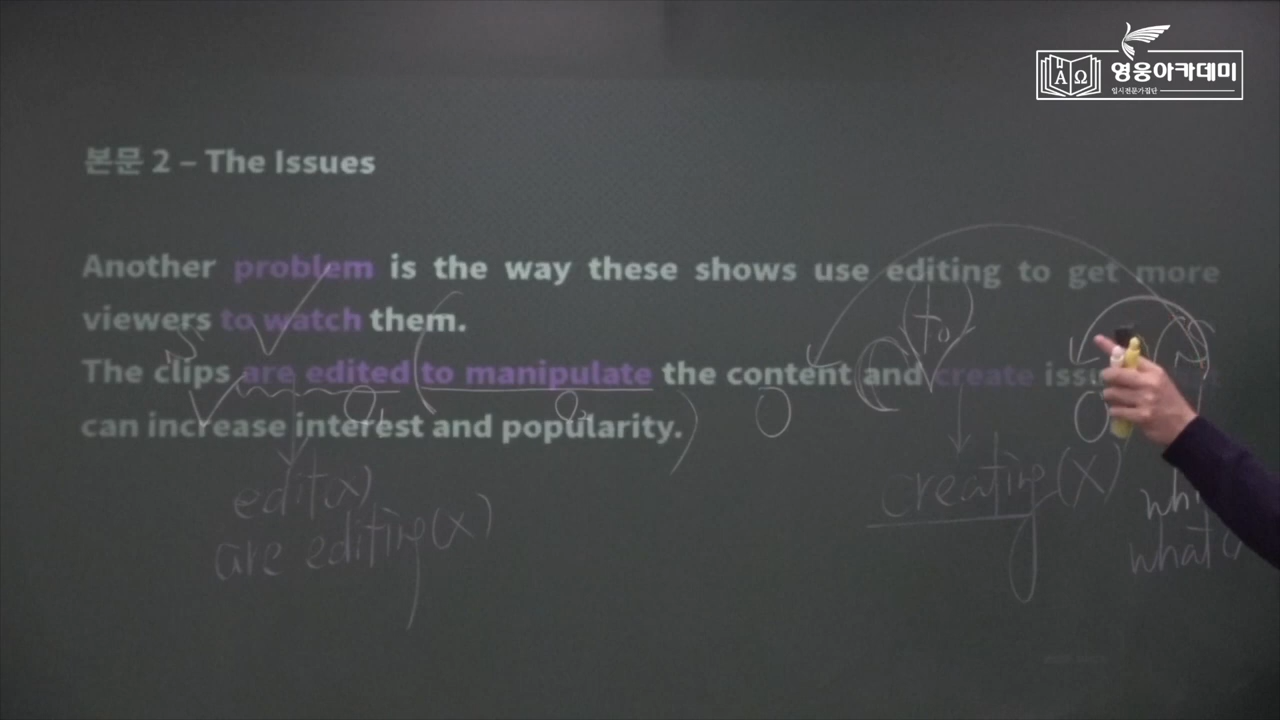 영웅아카데미
입시전문가집단
본문 2 – The Issues
Another problem is the way these shows use editing to get more
viewers to watch them.
The clips are edited to manipulate the content and create
can increase interest and popularity.
to
S
O
O
edit(x)
are editing(x)
creating(X)